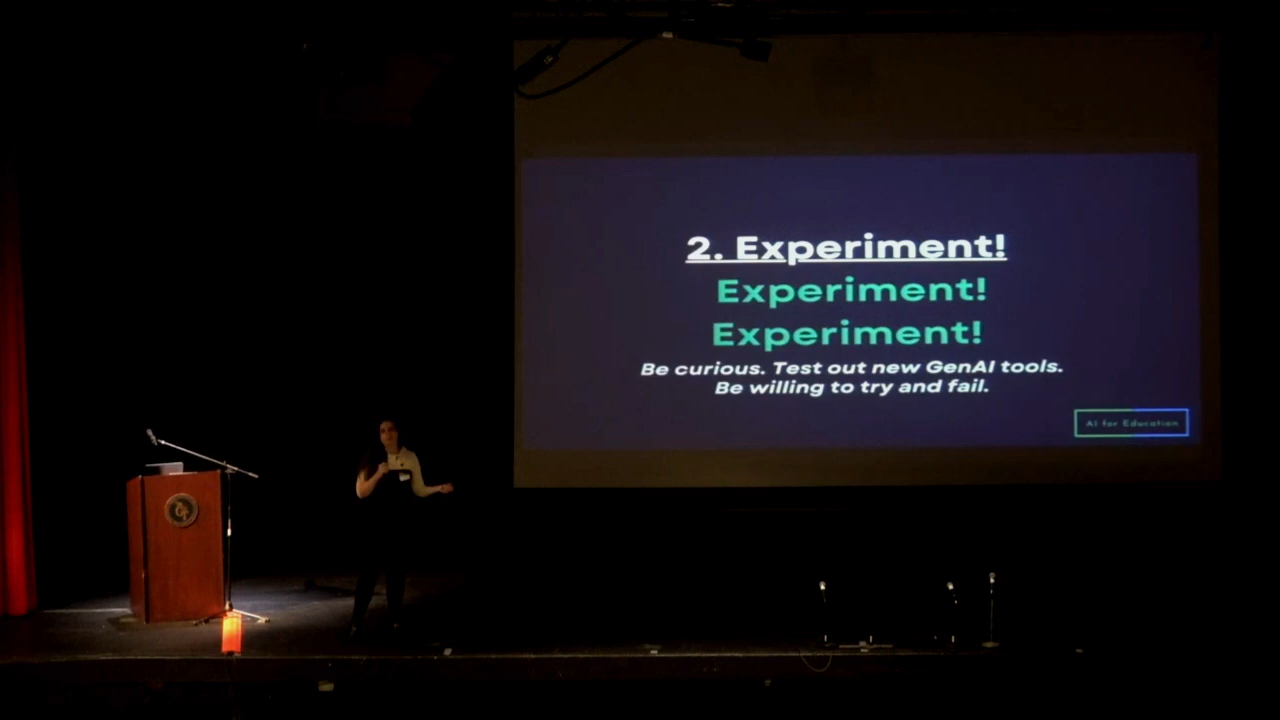 2. Experiment!
Experiment!
Experiment!
Be curious. Test out new GenAI tools.
Be willing to try and fail.
AI for Education